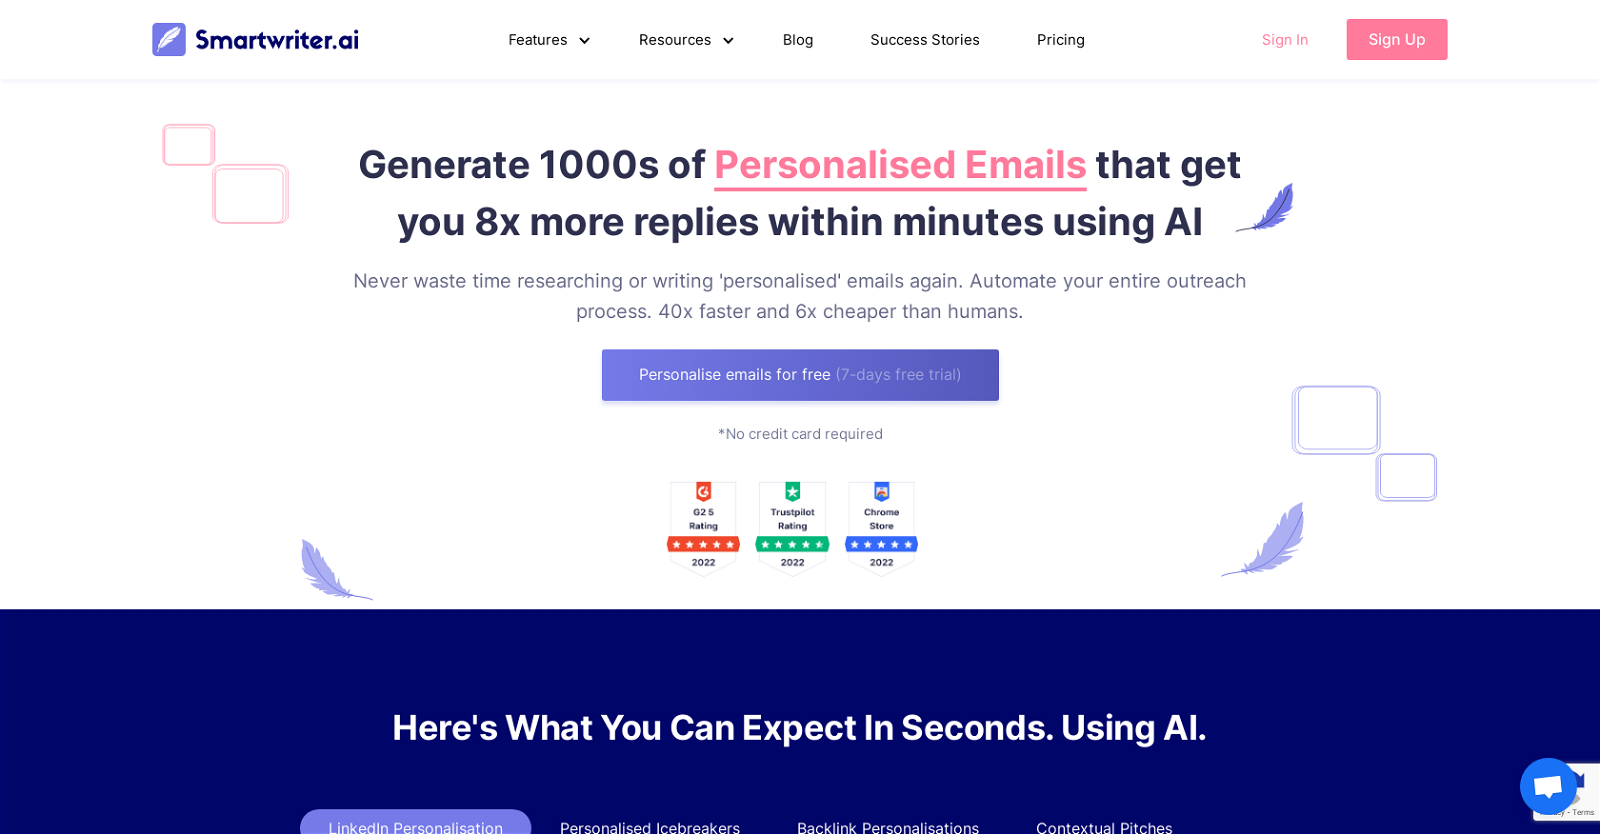 Smartwriter.ai
Features
Resources
Blog
Success Stories
Pricing
Sign In
Sign Up
Generate 1000s of Personalised Emails that get
you 8x more replies within minutes using AI
Never waste time researching or writing 'personalised' emails again. Automate your entire outreach
process. 40x faster and 6x cheaper than humans.
Personalise emails for free (7-days free trial)
*No credit card required
G2 5
Rating
2022
Trustpilot
Rating
2022
Chrome
Store
2022
Here's What You Can Expect In Seconds. Using AI.
LinkedIn Personalisation
Personalised Icebreakers
Backlink Personalisations
Contextual Pitches
- Terms